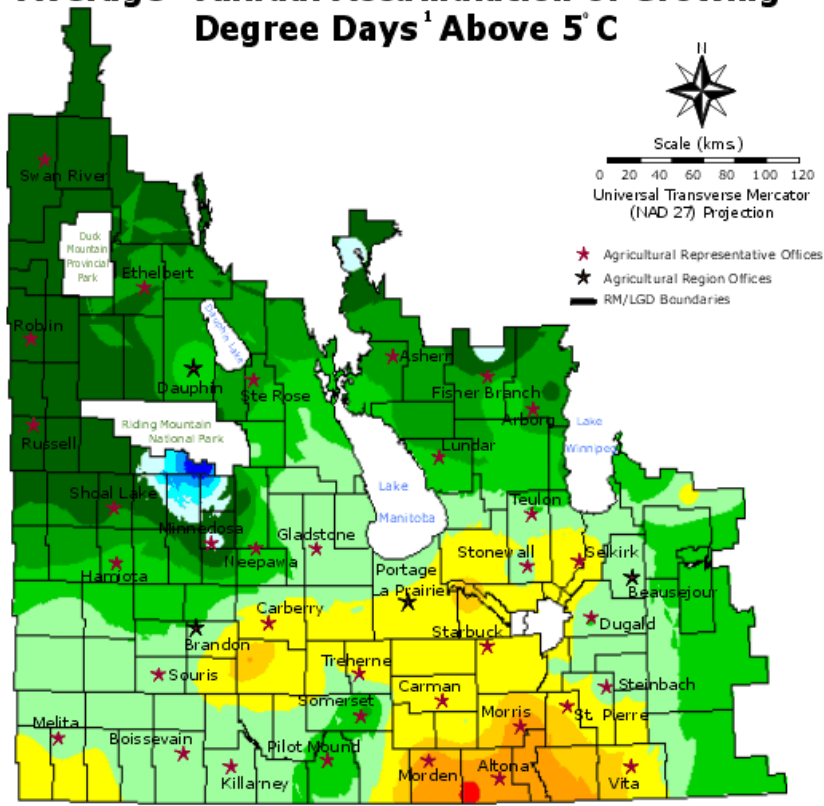 Degree Days¹ Above 5°C
N
Scale (kms.)
0 20 40 60 80 100 120
Universal Transverse Mercator
(NAD 27) Projection
Agricultural Representative Offices
Agricultural Region Offices
RM/LGD Boundaries
Swan River
Duck
Mountain
Provincial
Park
Ethelbert
Dauphin Lake
Roblin
Dauphin
Ste Rose
Ashern
Fisher Branch
Arborg
Riding Mountain
National Park
Russell
Lundar
Lake
Winnipeg
Shoal Lake
Lake
Manitoba
Teulon
Minnedosa
Neepawa
Gladstone
Stonewall
Selkirk
Hamiota
Portage
La Prairie
Beausejour
Carberry
Brandon
Starbuck
Dugald
Souris
Treherne
Carman
Steinbach
Somerset
Morris
St. Pierre
Melita
Boissevain
Pilot Mound
Killarney
Morden
Altona
Vita